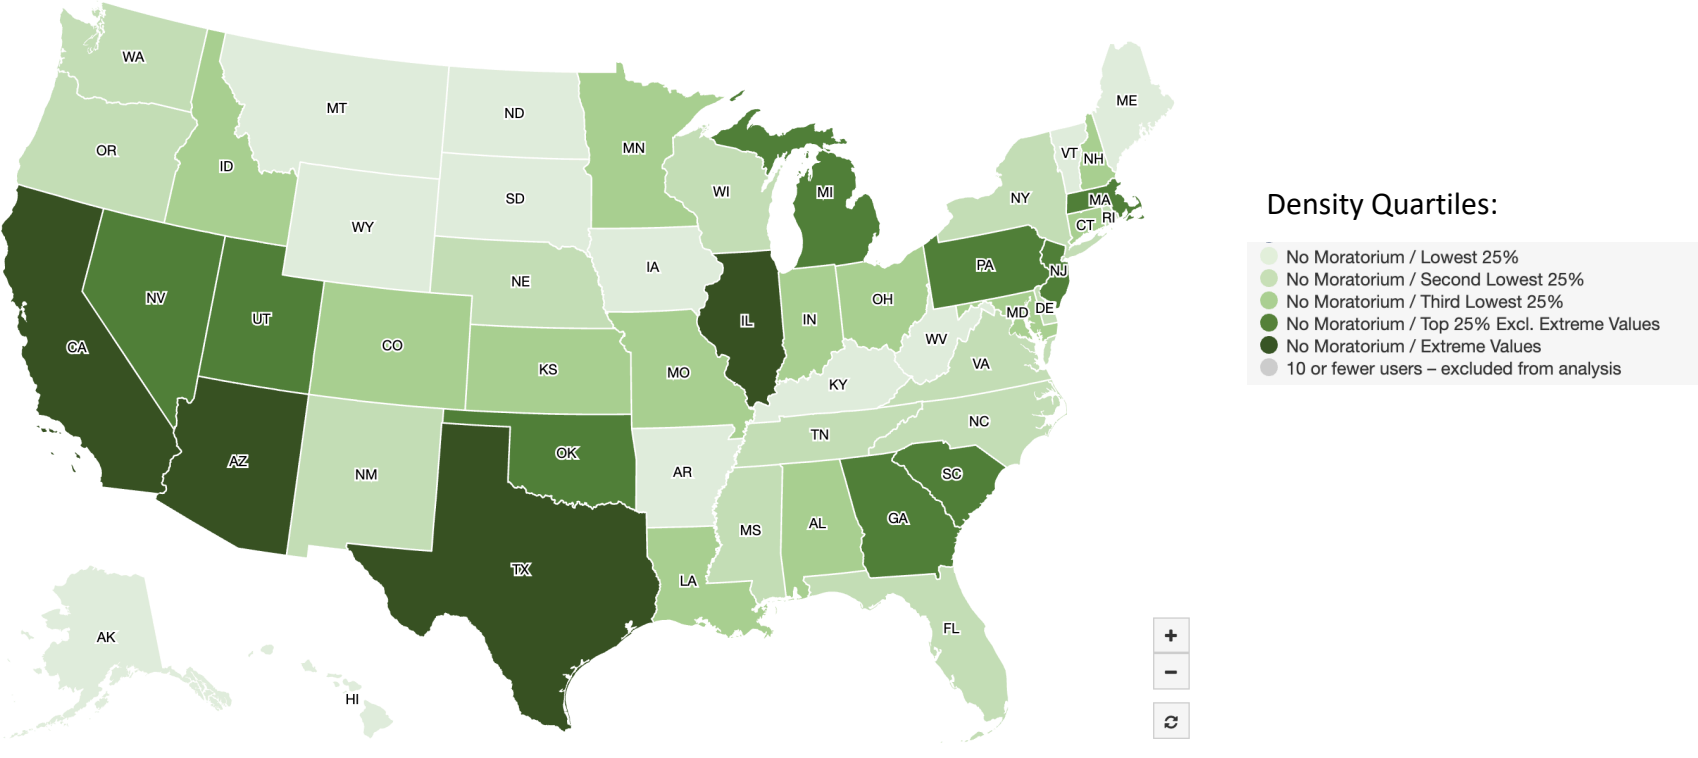 WA
MT
ND
MN
ME
OR
ID
SD
WI
MI
VT
NH
NY
MA
WY
CT
RI
IA
NE
PA
NJ
NV
UT
CO
IL
IN
OH
MD
DE
CA
KS
MO
WV
KY
VA
AZ
NM
OK
AR
TN
NC
SC
MS
AL
GA
TX
LA
FL
AK
HI
Density Quartiles:
No Moratorium / Lowest 25%
No Moratorium / Second Lowest 25%
No Moratorium / Third Lowest 25%
No Moratorium / Top 25% Excl. Extreme Values
No Moratorium / Extreme Values
10 or fewer users – excluded from analysis
+
−